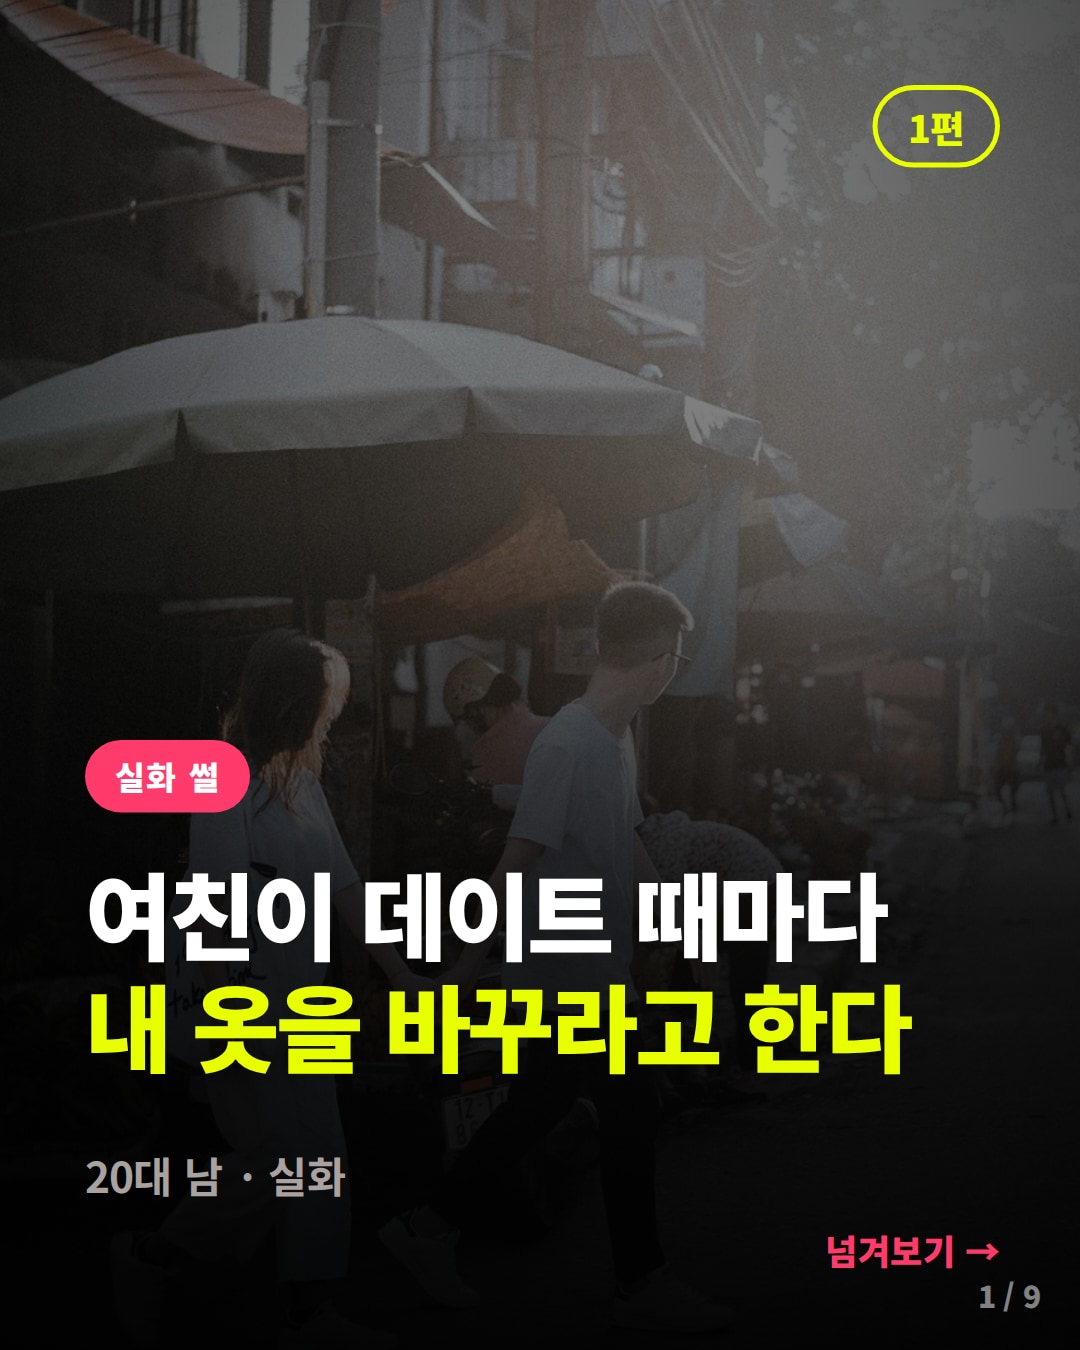 1편
실화 썰
여친이 데이트 때마다
내 옷을 바꾸라고 한다
20대 남 · 실화
넘겨보기 →
1 / 9